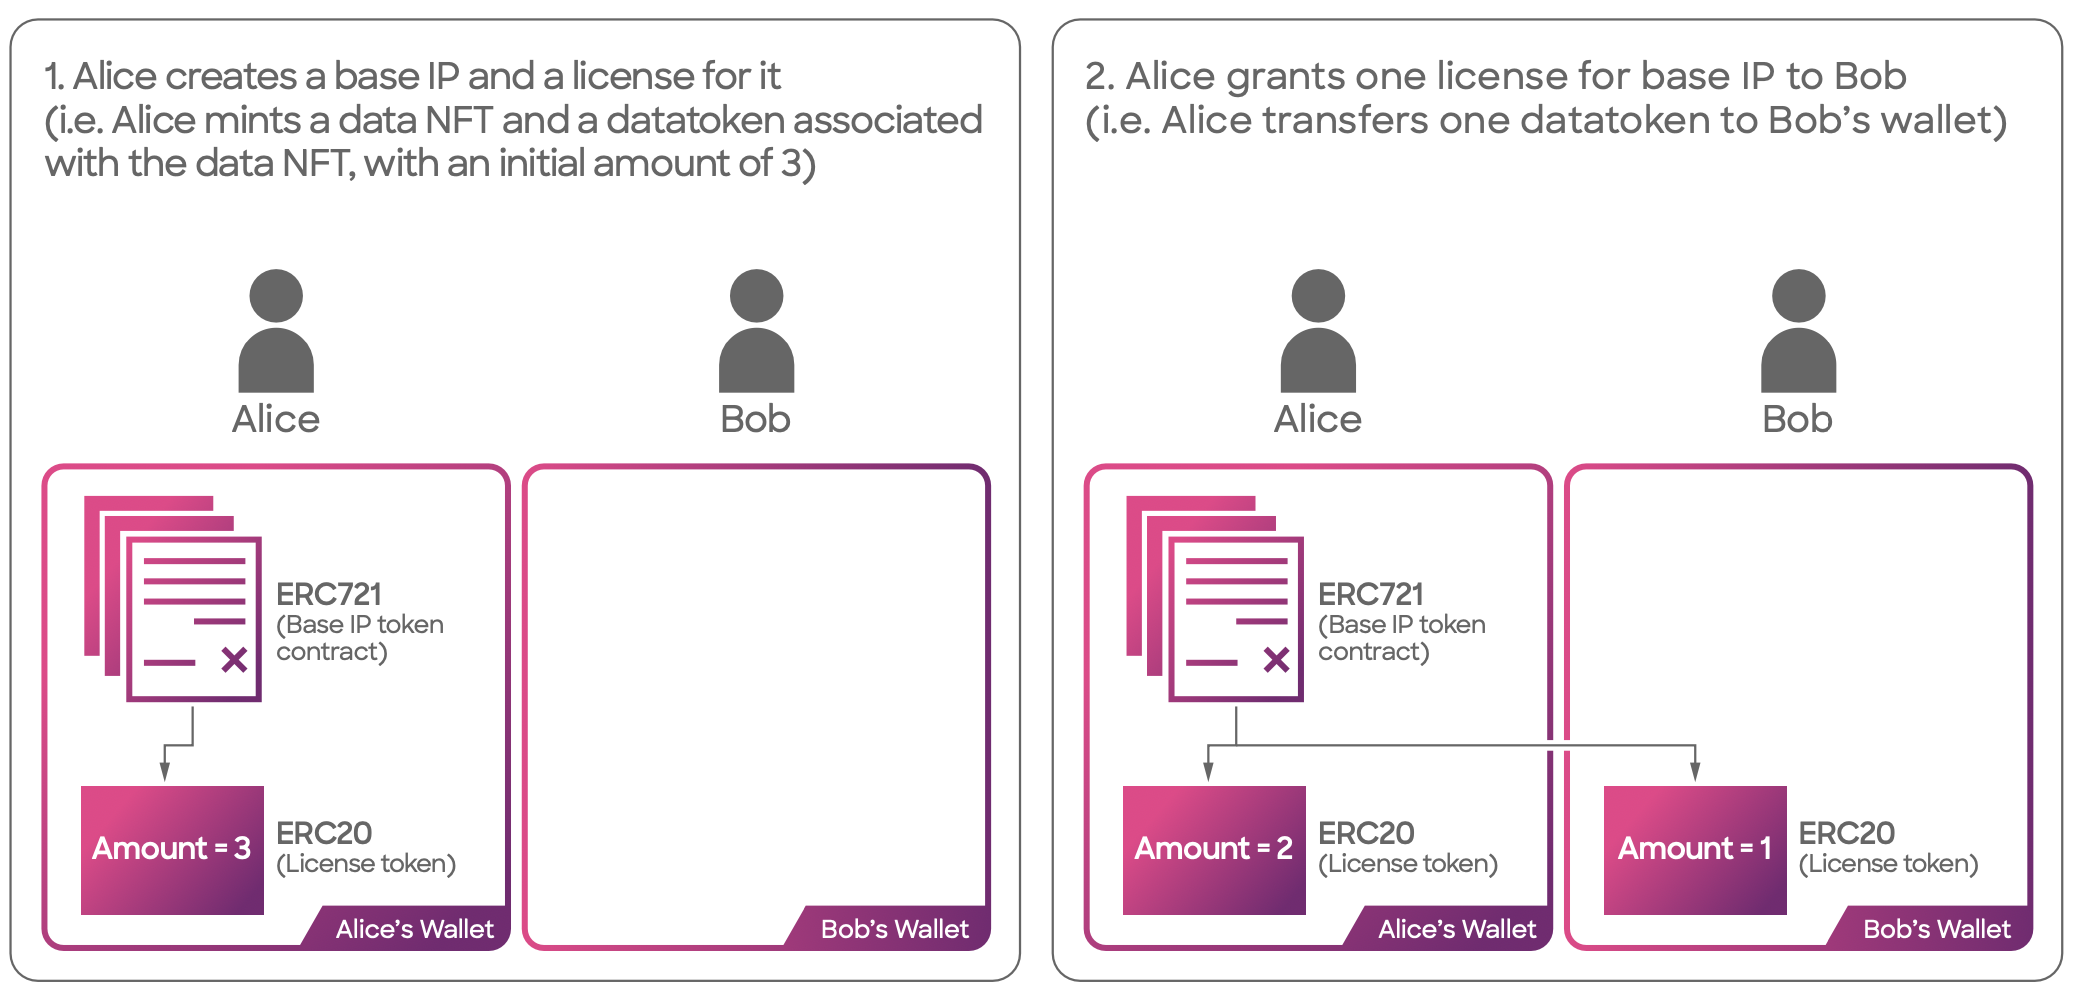 1. Alice creates a base IP and a license for it
(i.e. Alice mints a data NFT and a datatoken associated
with the data NFT, with an initial amount of 3)
Alice
Bob
ERC721
(Base IP token
contract)
Amount = 3
ERC20
(License token)
Alice's Wallet
Bob's Wallet
2. Alice grants one license for base IP to Bob
(i.e. Alice transfers one datatoken to Bob's wallet)
Alice
Bob
ERC721
(Base IP token
contract)
Amount = 2
ERC20
(License token)
Alice's Wallet
Amount = 1
ERC20
(License token)
Bob's Wallet